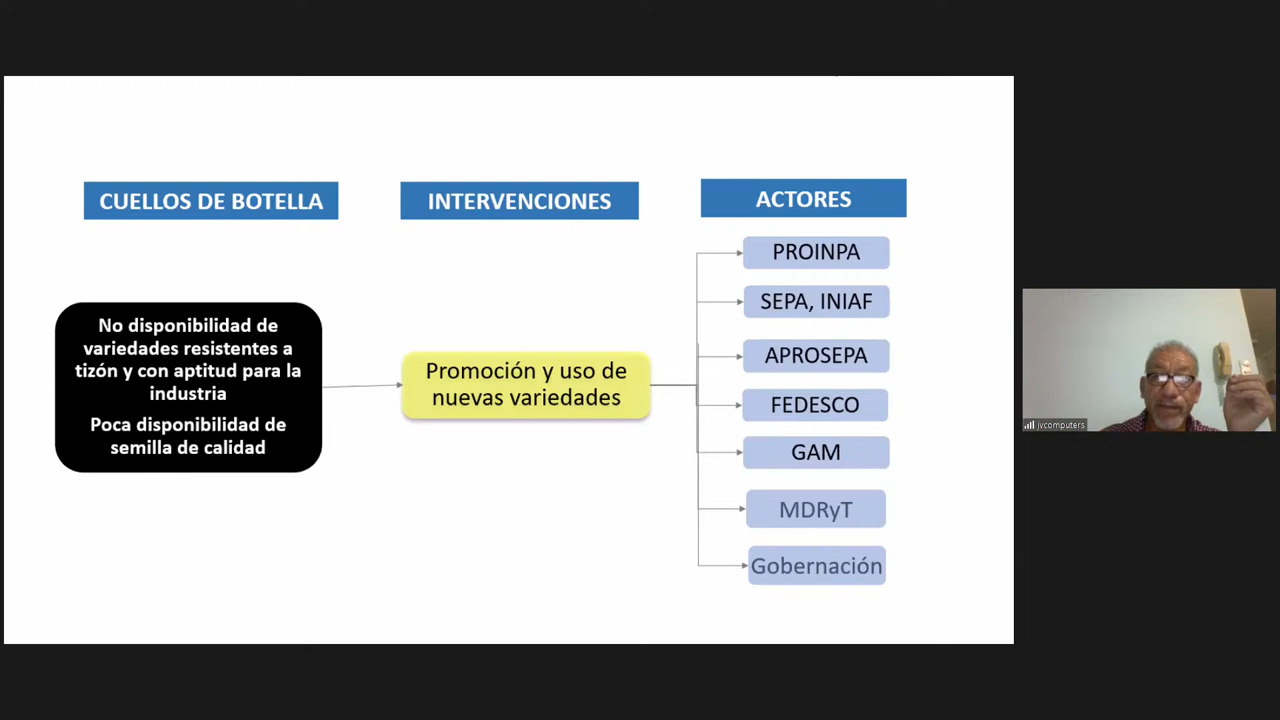 CUELLOS DE BOTELLA
INTERVENCIONES
ACTORES
No disponibilidad de
variedades resistentes a
tizón y con aptitud para la
industria
Poca disponibilidad de
semilla de calidad
Promoción y uso de
nuevas variedades
PROINPA
SEPA, INIAF
APROSEPA
FEDESCO
GAM
MDRyT
Gobernación
jvcomputers